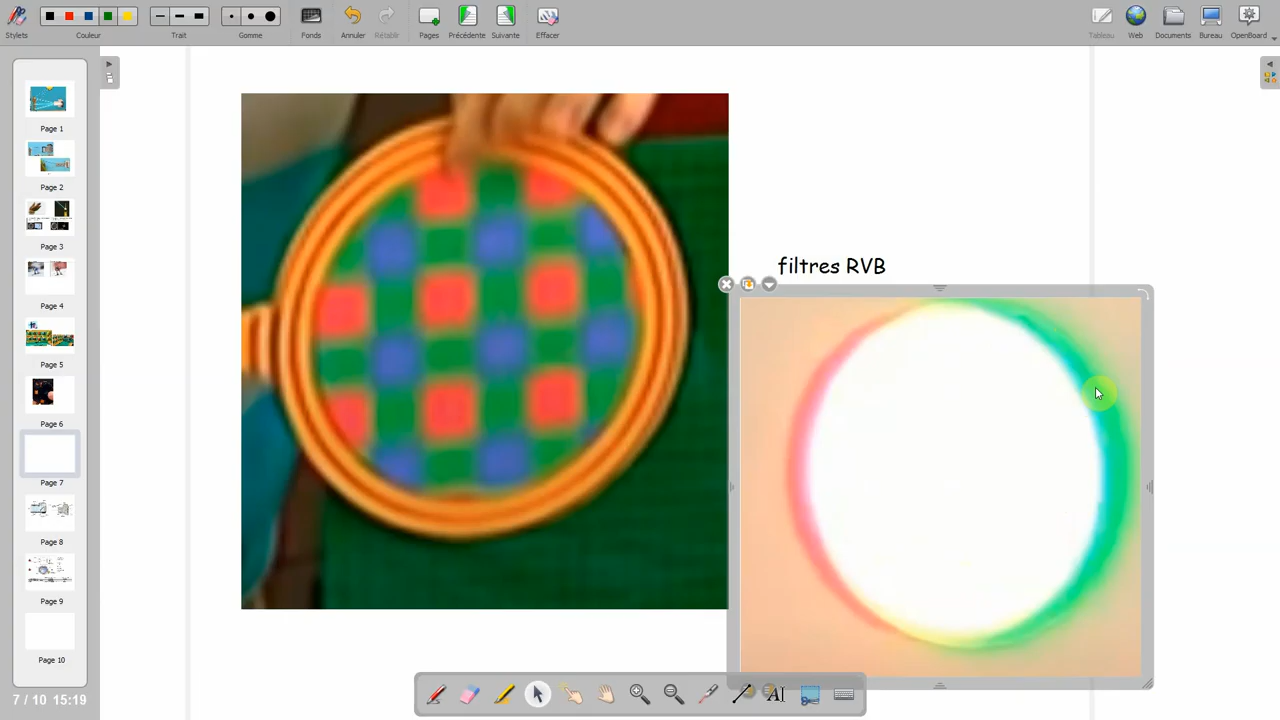 Stylets
Couleur
Trait
Gomme
Fonds
Annuler
Rétablir
Pages
Précédente
Suivante
Effacer
Tableau
Web
Documents
Bureau
OpenBoard
Page 1
Page 2
Page 3
Page 4
Page 5
Page 6
Page 7
Page 8
Page 9
Page 10
7 / 10 15:19
filtres RVB
AI